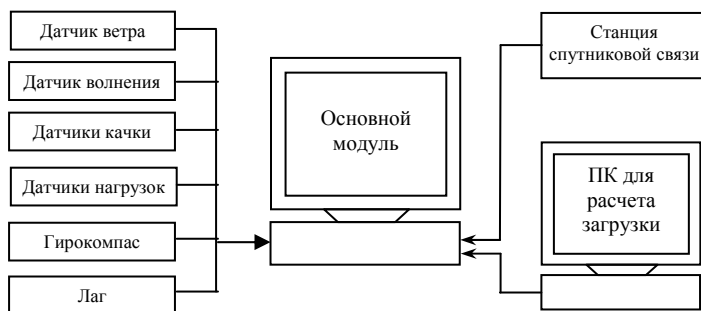 Датчик ветра
Датчик волнения
Датчики качки
Датчики нагрузок
Гирокомпас
Лаг
Основной
модуль
Станция
спутниковой связи
ПК для
расчета
загрузки